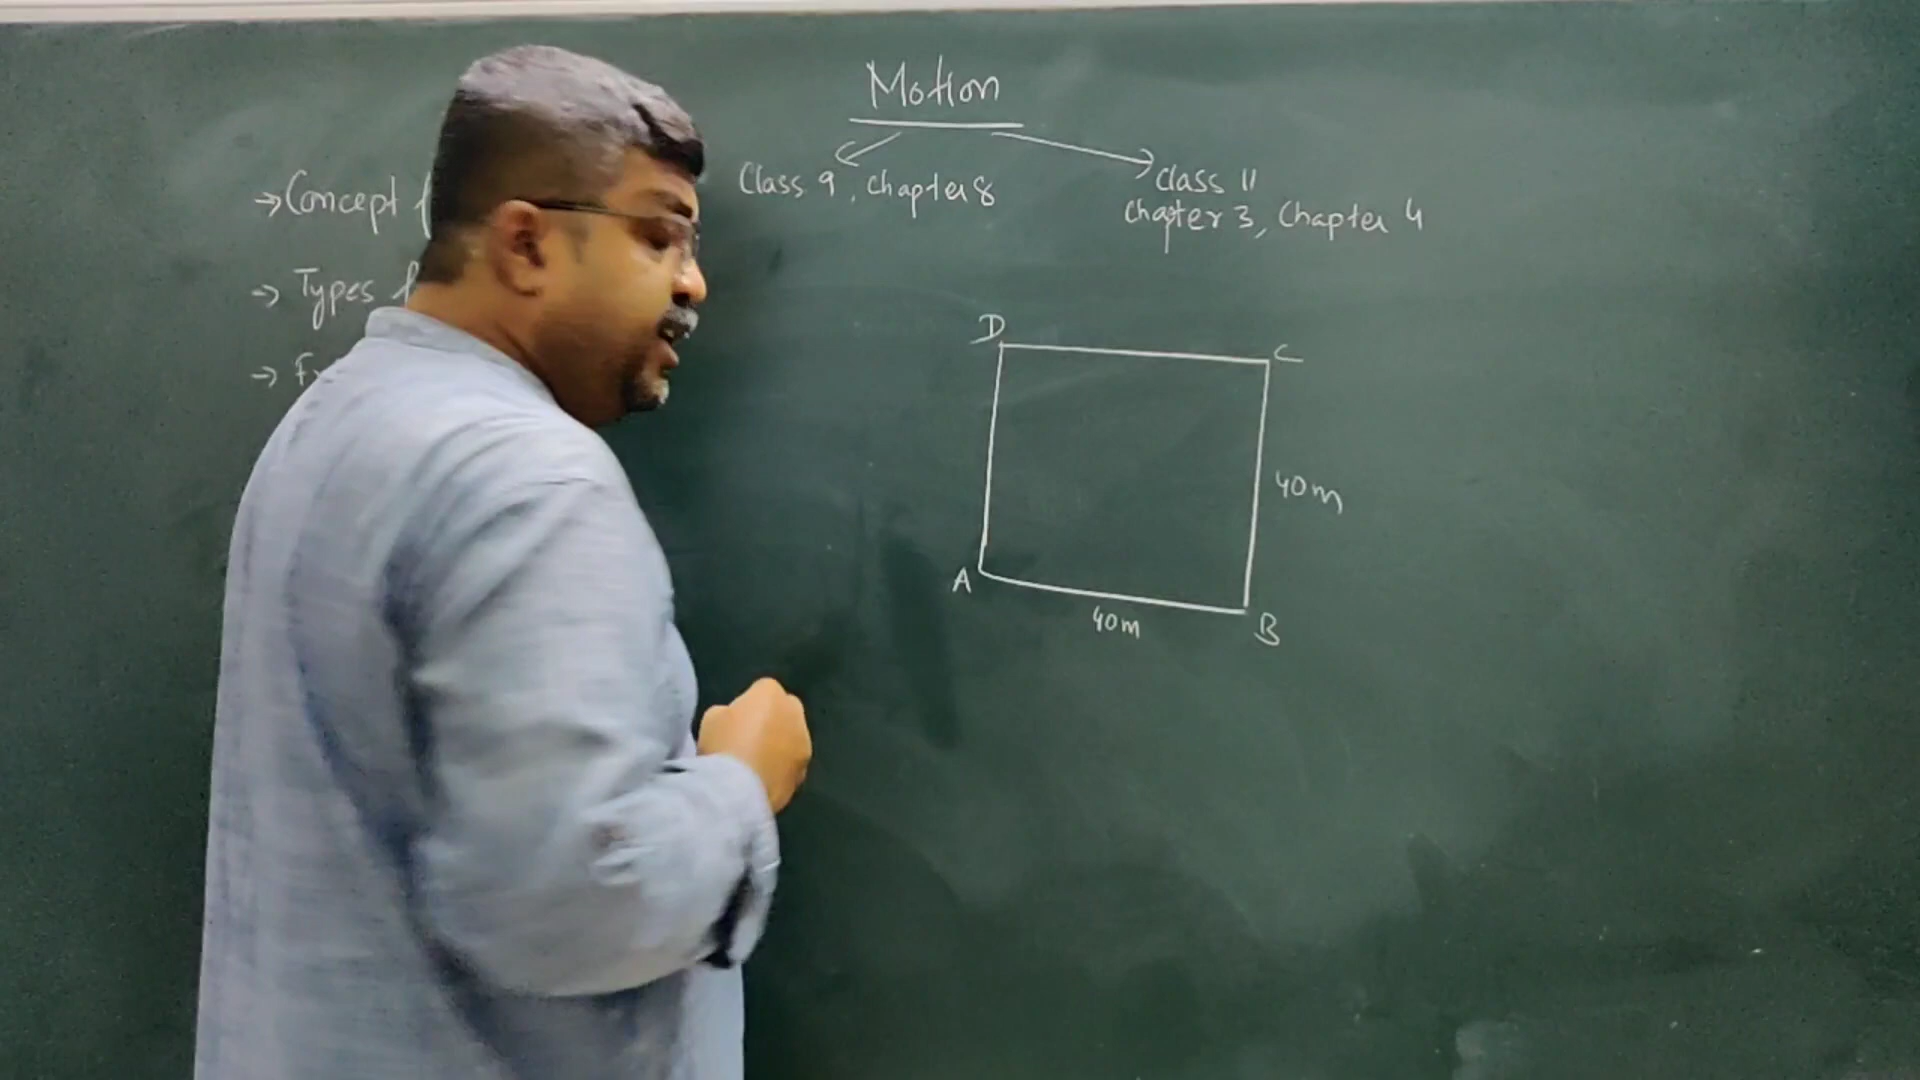 Motion
Class 9, Chapter 8
Class 11
Chapter 3, Chapter 4
→ Concept
→ Types
→
D
C
40m
A
40m
B